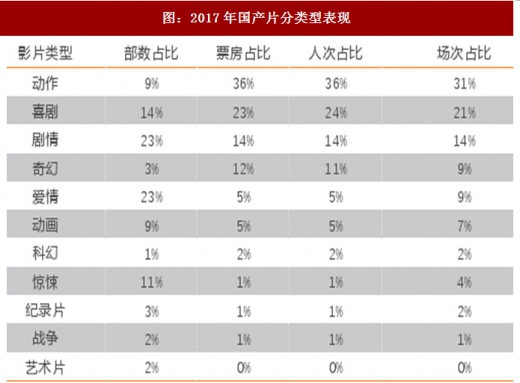 图：2017年国产片分类型表现
影片类型 部数占比 票房占比 人次占比 场次占比
动作 9% 36% 36% 31%
喜剧 14% 23% 24% 21%
剧情 23% 14% 14% 14%
奇幻 3% 12% 11% 9%
爱情 23% 5% 5% 9%
动画 9% 5% 5% 7%
科幻 1% 2% 2% 2%
惊悚 11% 1% 1% 4%
纪录片 3% 1% 1% 2%
战争 2% 1% 1% 1%
艺术片 2% 0% 0% 0%